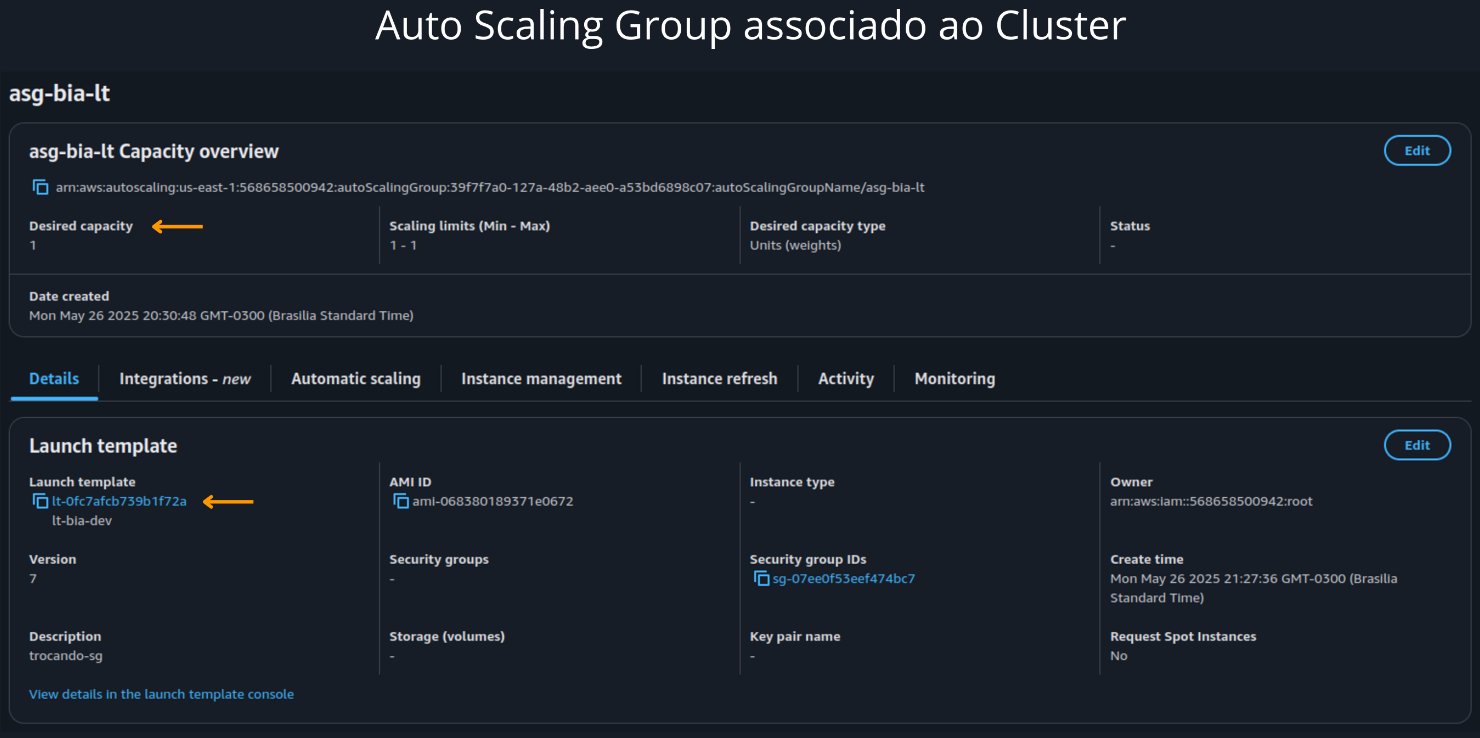 Auto Scaling Group associado ao Cluster
asg-bia-lt
asg-bia-lt Capacity overview
Edit
arn:aws:autoscaling:us-east-1:568658500942:autoScalingGroup:39f7f7a0-127a-48b2-aee0-a53bd6898c07:autoScalingGroupName/asg-bia-lt
Desired capacity
1
Scaling limits (Min - Max)
1 - 1
Desired capacity type
Units (weights)
Status
-
Date created
Mon May 26 2025 20:30:48 GMT-0300 (Brasilia Standard Time)
Details
Integrations - new
Automatic scaling
Instance management
Instance refresh
Activity
Monitoring
Launch template
Edit
Launch template
lt-0fc7afcb739b1f72a
lt-bia-dev
AMI ID
ami-068380189371e0672
Instance type
-
Owner
arn:aws:iam::568658500942:root
Version
7
Security groups
-
Security group IDs
sg-07ee0f53eef474bc7
Create time
Mon May 26 2025 21:27:36 GMT-0300 (Brasilia
Standard Time)
Description
trocando-sg
Storage (volumes)
-
Key pair name
-
Request Spot Instances
No
View details in the launch template console